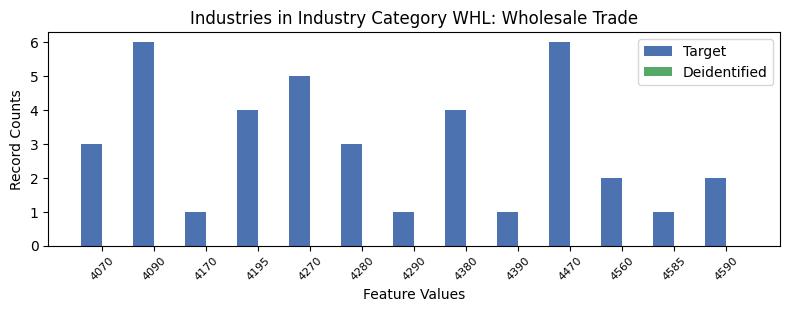 Industries in Industry Category WHL: Wholesale Trade
Target
Deidentified
Record Counts
6
5
4
3
2
1
0
4070 4090 4170 4195 4270 4280 4290 4380 4390 4470 4560 4585 4590
Feature Values